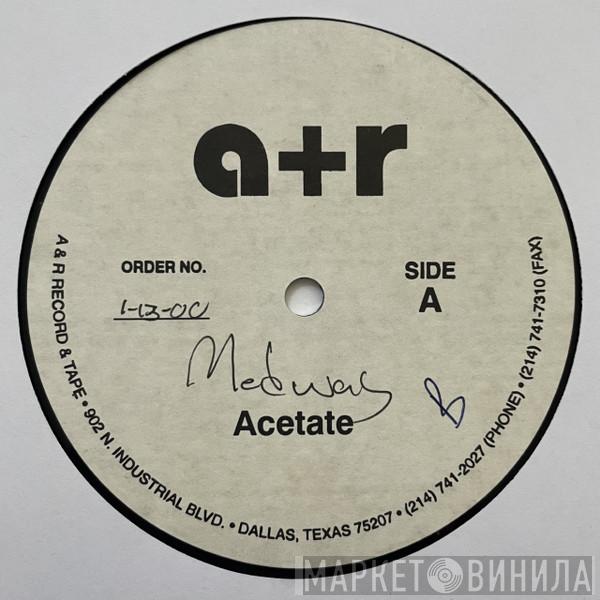 a+r
ORDER NO.
1-13-00
SIDE
A
Medway
Acetate
B
A & R RECORD & TAPE • 902 N. INDUSTRIAL BLVD. • DALLAS, TEXAS 75207 • (214) 741-2027 (PHONE) • (214) 741-7310 (FAX)
МАРКЕТ ВИНИЛА